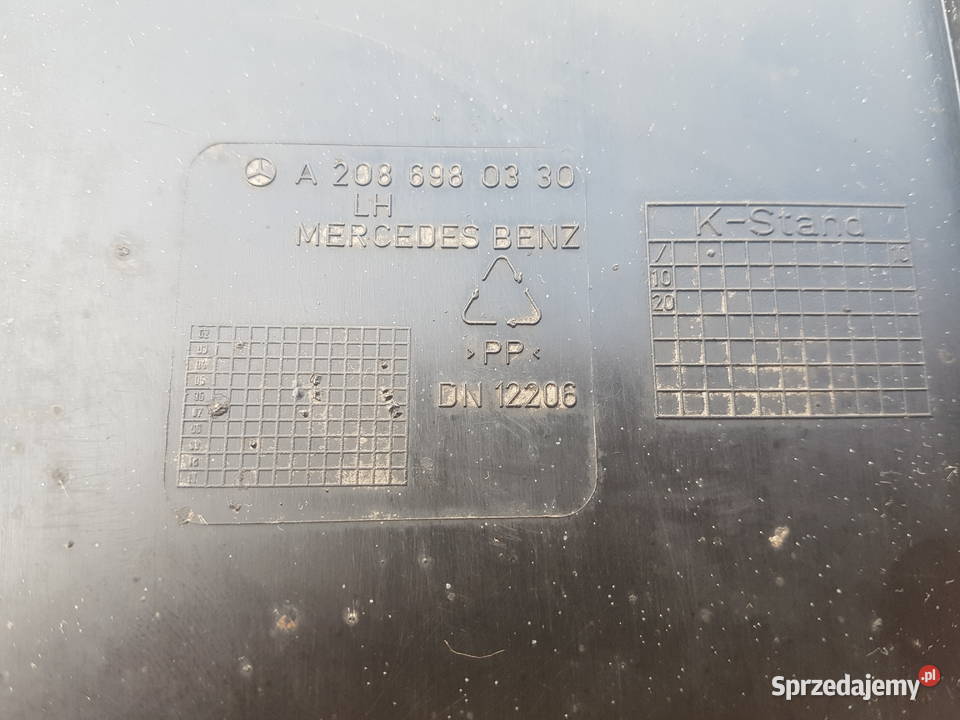 A 208 698 03 30
LH
MERCEDES BENZ
>PP<
DN 12206
K-Stand
10
20
Sprzedajemy.pl